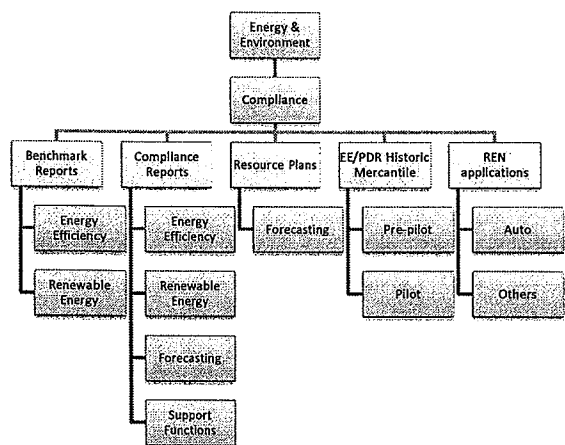 Energy &
Environment
Compliance
Benchmark
Reports
Energy
Efficiency
Renewable
Energy
Compliance
Reports
Energy
Efficiency
Renewable
Energy
Forecasting
Support
Functions
Resource Plans
Forecasting
EE/PDR Historic
Mercantile
Pre-pilot
Pilot
REN
applications
Auto
Others